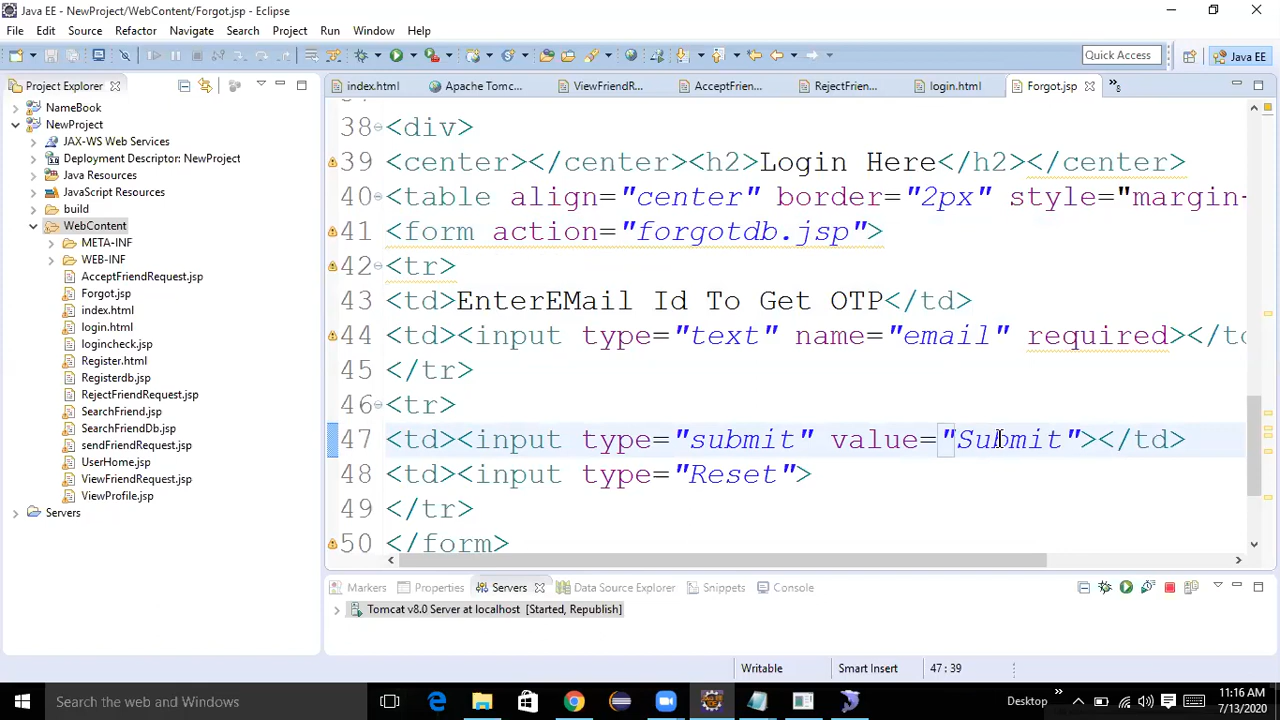 Java EE - NewProject/WebContent/Forgot.jsp - Eclipse
File Edit Source Refactor Navigate Search Project Run Window Help
Quick Access
Java EE
Project Explorer
index.html
Apache Tomc...
ViewFriendR...
AcceptFrien...
RejectFrien...
login.html
Forgot.jsp
»5
NameBook
NewProject
JAX-WS Web Services
Deployment Descriptor: NewProject
Java Resources
JavaScript Resources
build
WebContent
META-INF
WEB-INF
AcceptFriendRequest.jsp
Forgot.jsp
index.html
login.html
logincheck.jsp
Register.html
Registerdb.jsp
RejectFriendRequest.jsp
SearchFriend.jsp
SearchFriendDb.jsp
sendFriendRequest.jsp
UserHome.jsp
ViewFriendRequest.jsp
ViewProfile.jsp
Servers
38 <div>
39 <center></center><h2>Login Here</h2></center>
40 <table align="center" border="2px" style="margin-
41 <form action="forgotdb.jsp">
42 <tr>
43 <td>EnterEMail Id To Get OTP</td>
44 <td><input type="text" name="email" required></td
45 </tr>
46 <tr>
47 <td><input type="submit" value="Submit"></td>
48 <td><input type="Reset">
49 </tr>
50 </form>
Markers Properties Servers Data Source Explorer Snippets Console
Tomcat v8.0 Server at localhost [Started, Republish]
Writable Smart Insert 47 : 39
Search the web and Windows
Desktop »
11:16 AM
7/13/2020